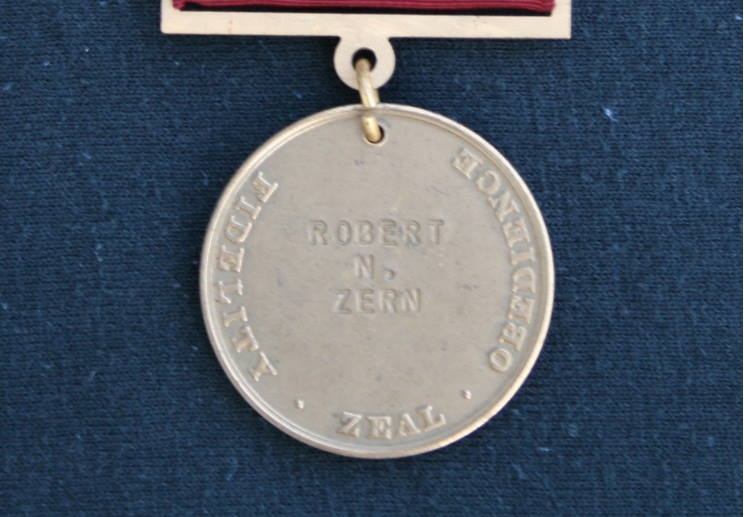 FIDELITY
ROBERT
N.
ZERN
· ZEAL ·
OBEDIENCE